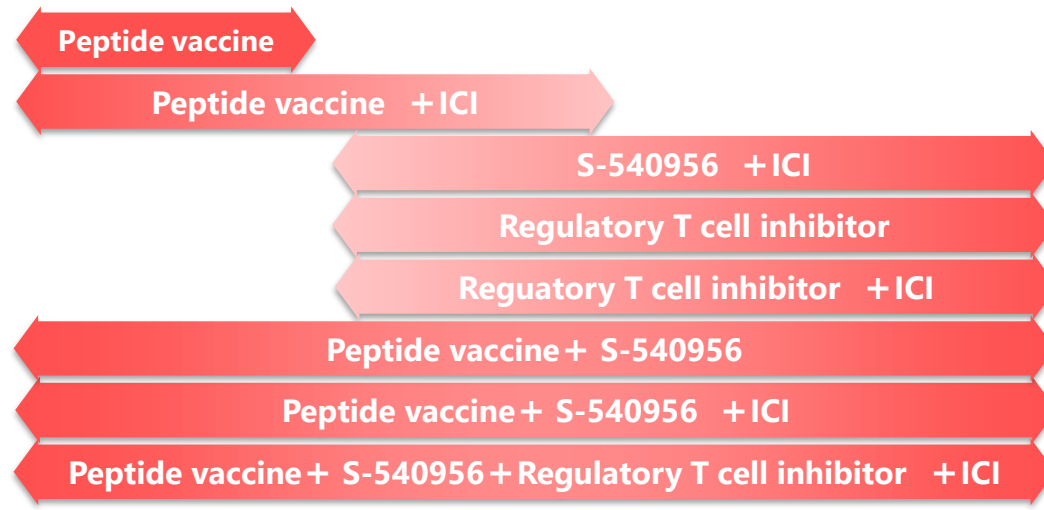 Peptide vaccine
Peptide vaccine ＋ICI
S-540956 ＋ICI
Regulatory T cell inhibitor
Reguatory T cell inhibitor ＋ICI
Peptide vaccine＋ S-540956
Peptide vaccine＋ S-540956 ＋ICI
Peptide vaccine＋ S-540956＋Regulatory T cell inhibitor ＋ICI